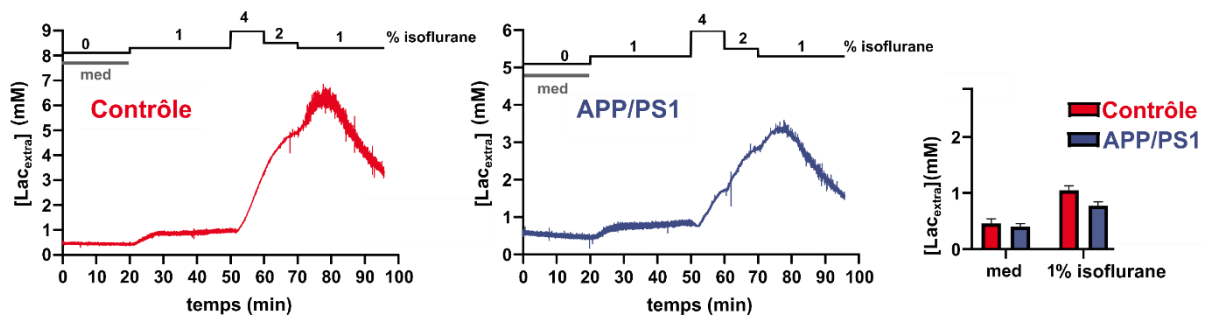 4
0 1 2 1 % isoflurane
med
Contrôle
[Lac_extra] (mM)
9
8
7
6
5
4
3
2
1
0
0 10 20 30 40 50 60 70 80 90 100
temps (min)
4
0 1 2 1 % isoflurane
med
APP/PS1
[Lac_extra] (mM)
6
5
4
3
2
1
0
0 10 20 30 40 50 60 70 80 90 100
temps (min)
Contrôle
APP/PS1
[Lac_extra] (mM)
2
1
0
med 1% isoflurane